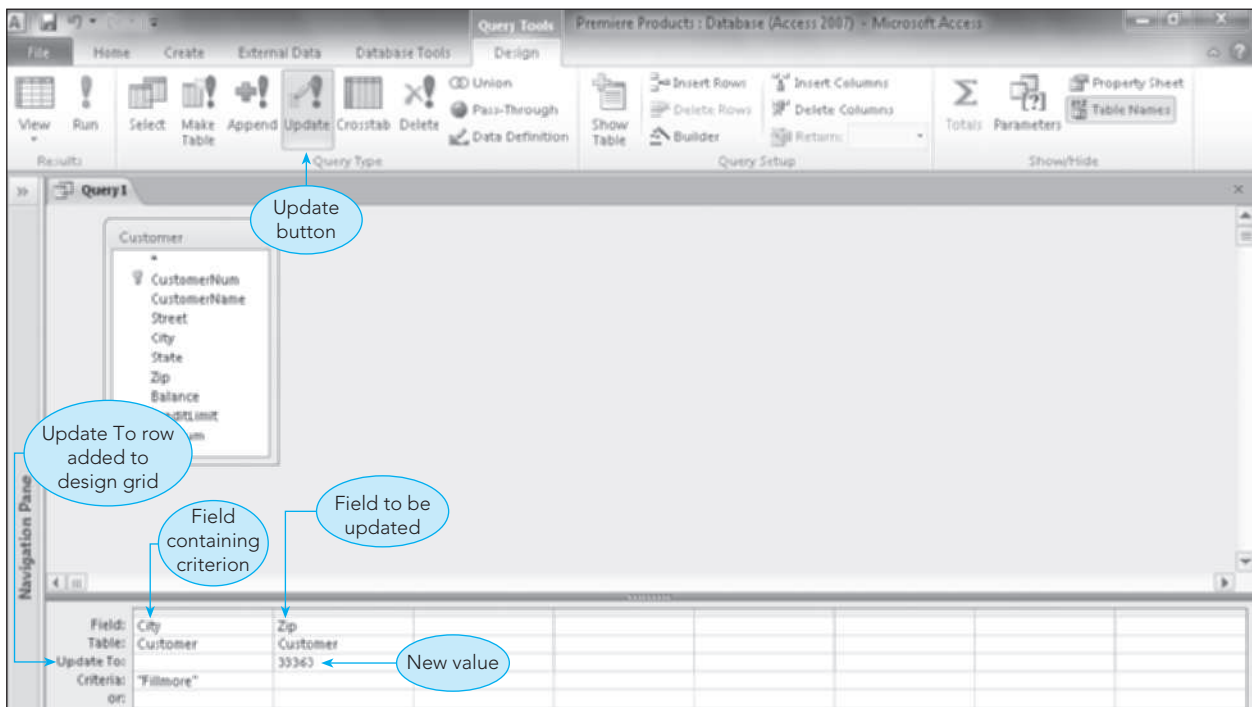 Query Tools
Premiere Products : Database (Access 2007) - Microsoft Access
File Home Create External Data Database Tools Design
View
Run
Select
Make Table
Append
Update
Crosstab
Delete
Union
Pass-Through
Data Definition
Show Table
Insert Rows
Delete Rows
Builder
Insert Columns
Delete Columns
Return:
Totals
Parameters
Property Sheet
Table Names
Results
Query Type
Query Setup
Show/Hide
Query1
Update button
Customer
*
CustomerNum
CustomerName
Street
City
State
Zip
Balance
Update To row added to design grid
Field containing criterion
Field to be updated
Navigation Pane
Field: City Zip
Table: Customer Customer
Update To: 33363
New value
Criteria: "Fillmore"
or: